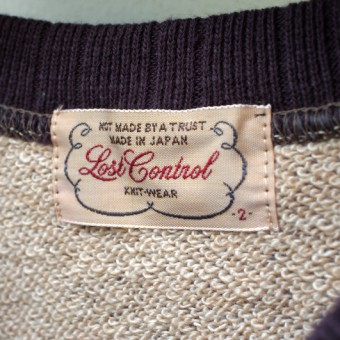 NOT MADE BY A TRUST
MADE IN JAPAN
Lost Control
KNIT-WEAR
-2-